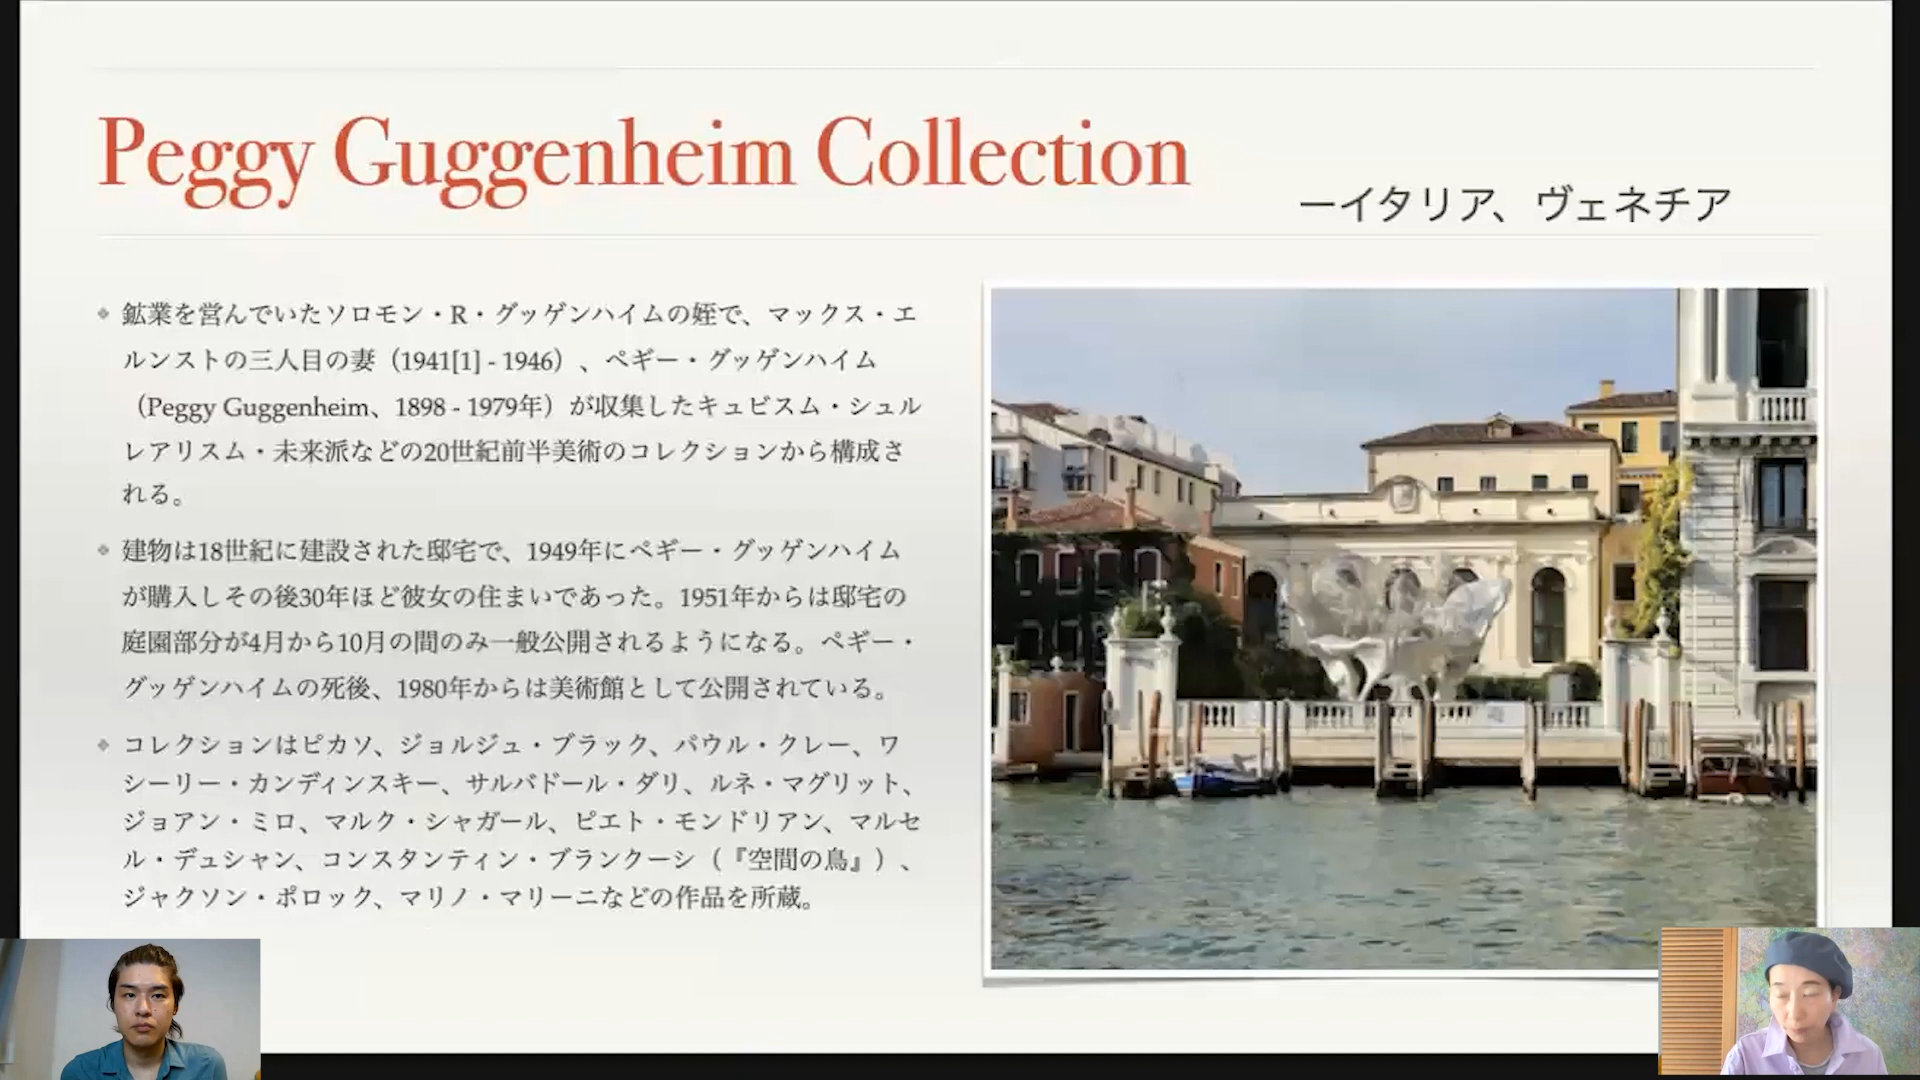 Peggy Guggenheim Collection
ーイタリア、ヴェネチア
鉱業を営んでいたソロモン・R・グッゲンハイムの姪で、マックス・エ
ルンストの三人目の妻（1941[1] - 1946）、ペギー・グッゲンハイム
（Peggy Guggenheim、1898 - 1979年）が収集したキュビスム・シュル
レアリスム・未来派などの20世紀前半美術のコレクションから構成さ
れる。
建物は18世紀に建設された邸宅で、1949年にペギー・グッゲンハイム
が購入しその後30年ほど彼女の住まいであった。1951年からは邸宅の
庭園部分が4月から10月の間のみ一般公開されるようになる。ペギー・
グッゲンハイムの死後、1980年からは美術館として公開されている。
コレクションはピカソ、ジョルジュ・ブラック、パウル・クレー、ワ
シーリー・カンディンスキー、サルバドール・ダリ、ルネ・マグリット、
ジョアン・ミロ、マルク・シャガール、ピエト・モンドリアン、マルセ
ル・デュシャン、コンスタンティン・ブランクーシ（『空間の鳥』）、
ジャクソン・ポロック、マリノ・マリーニなどの作品を所蔵。